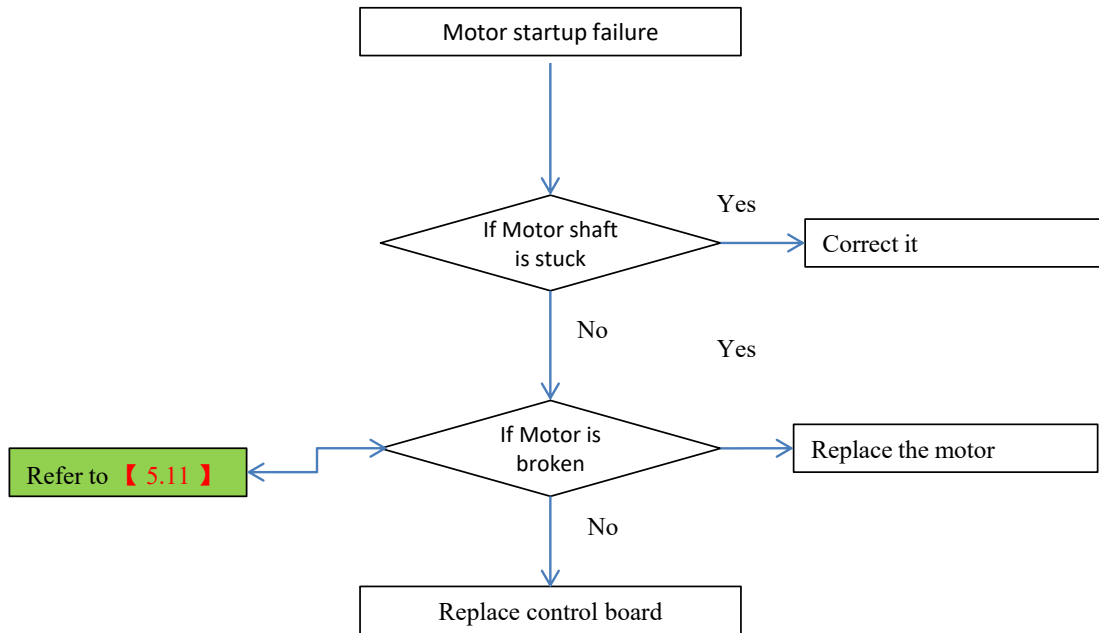 Motor startup failure
Yes
If Motor shaft
is stuck
Correct it
No
Yes
If Motor is
broken
Replace the motor
Refer to 【 5.11 】
No
Replace control board